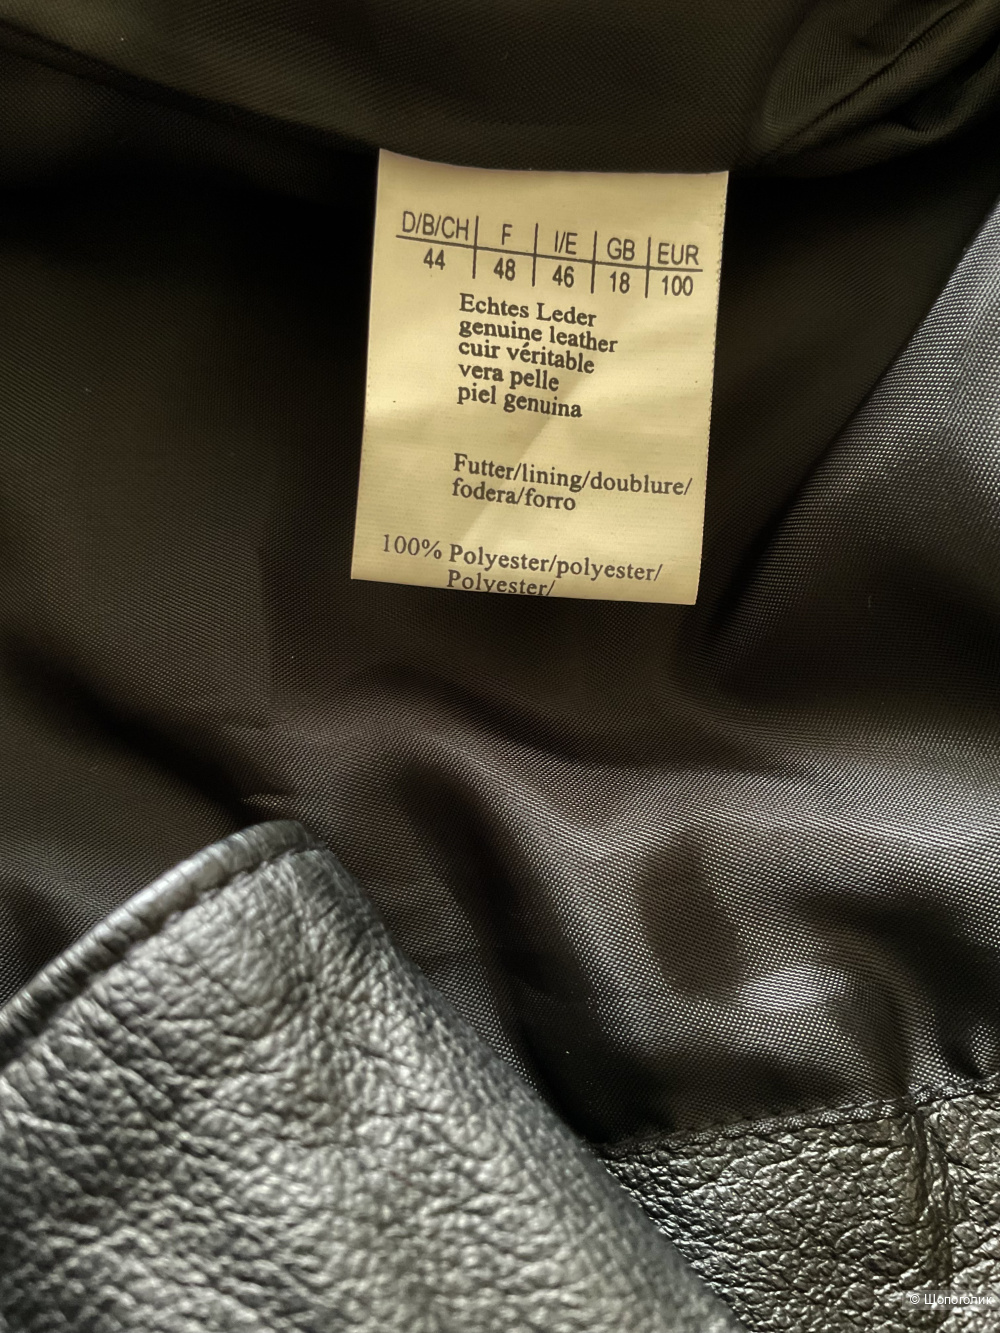 D/B/CH F I/E GB EUR
44 48 46 18 100
Echtes Leder
genuine leather
cuir véritable
vera pelle
piel genuina
Futter/lining/doublure/
fodera/forro
100% Polyester/polyester/
Polyester/
© Шопоголик